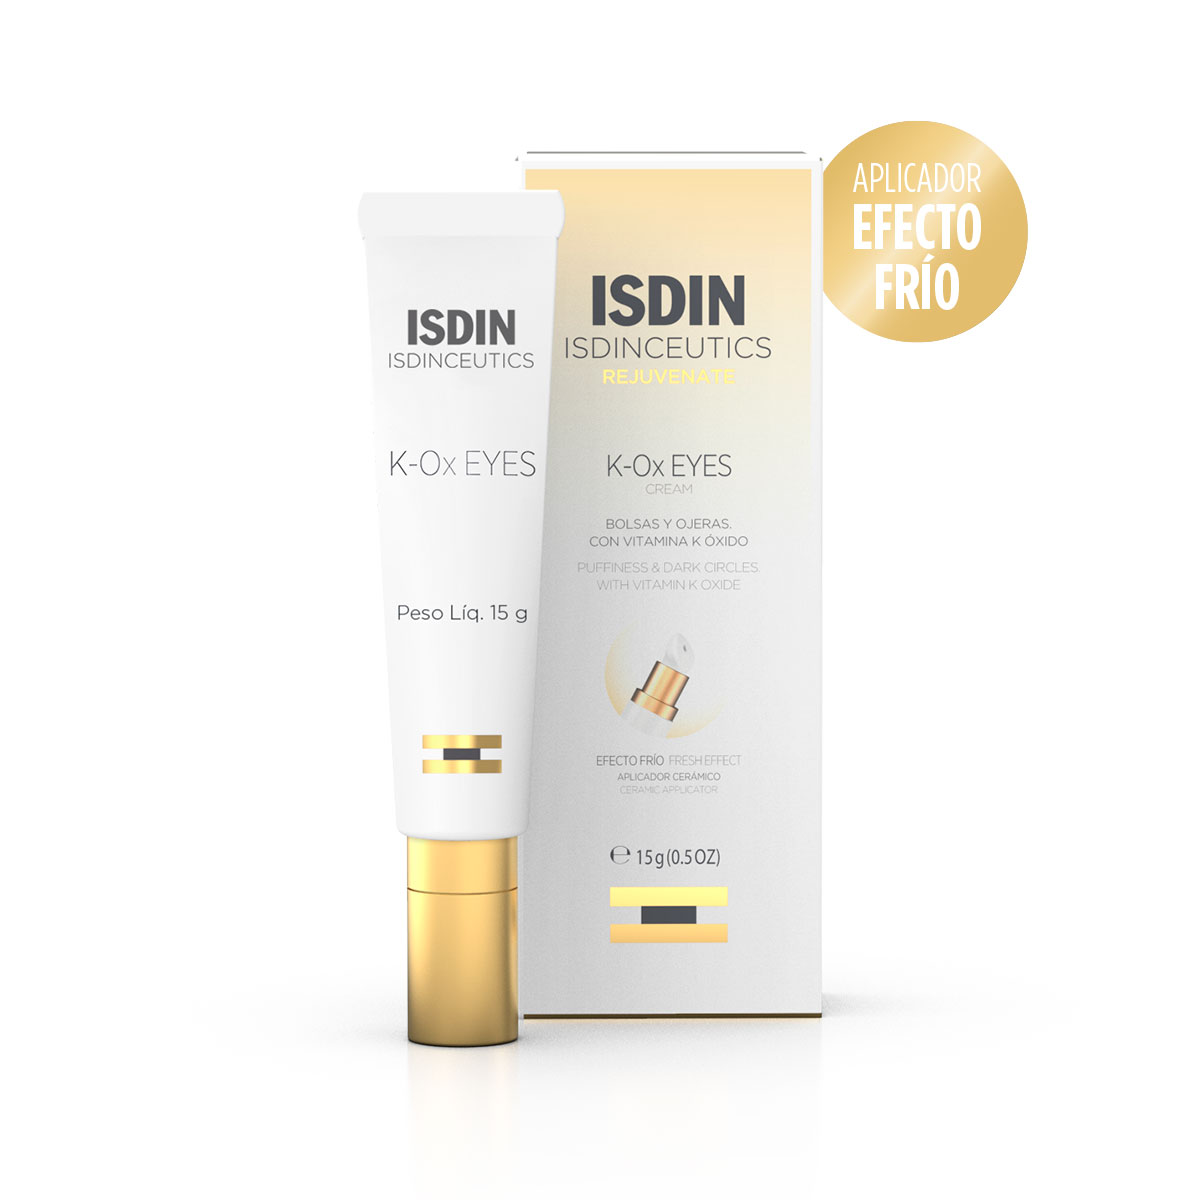 ISDIN
ISDINCEUTICS
K-Ox EYES
Peso Líq. 15 g
ISDIN
ISDINCEUTICS
REJUVENATE
K-Ox EYES
CREAM
BOLSAS Y OJERAS.
CON VITAMINA K ÓXIDO
PUFFINESS & DARK CIRCLES.
WITH VITAMIN K OXIDE
EFECTO FRÍO FRESH EFFECT
APLICADOR CERÁMICO
CERAMIC APPLICATOR
℮ 15g (0.5 OZ)
APLICADOR
EFECTO
FRÍO